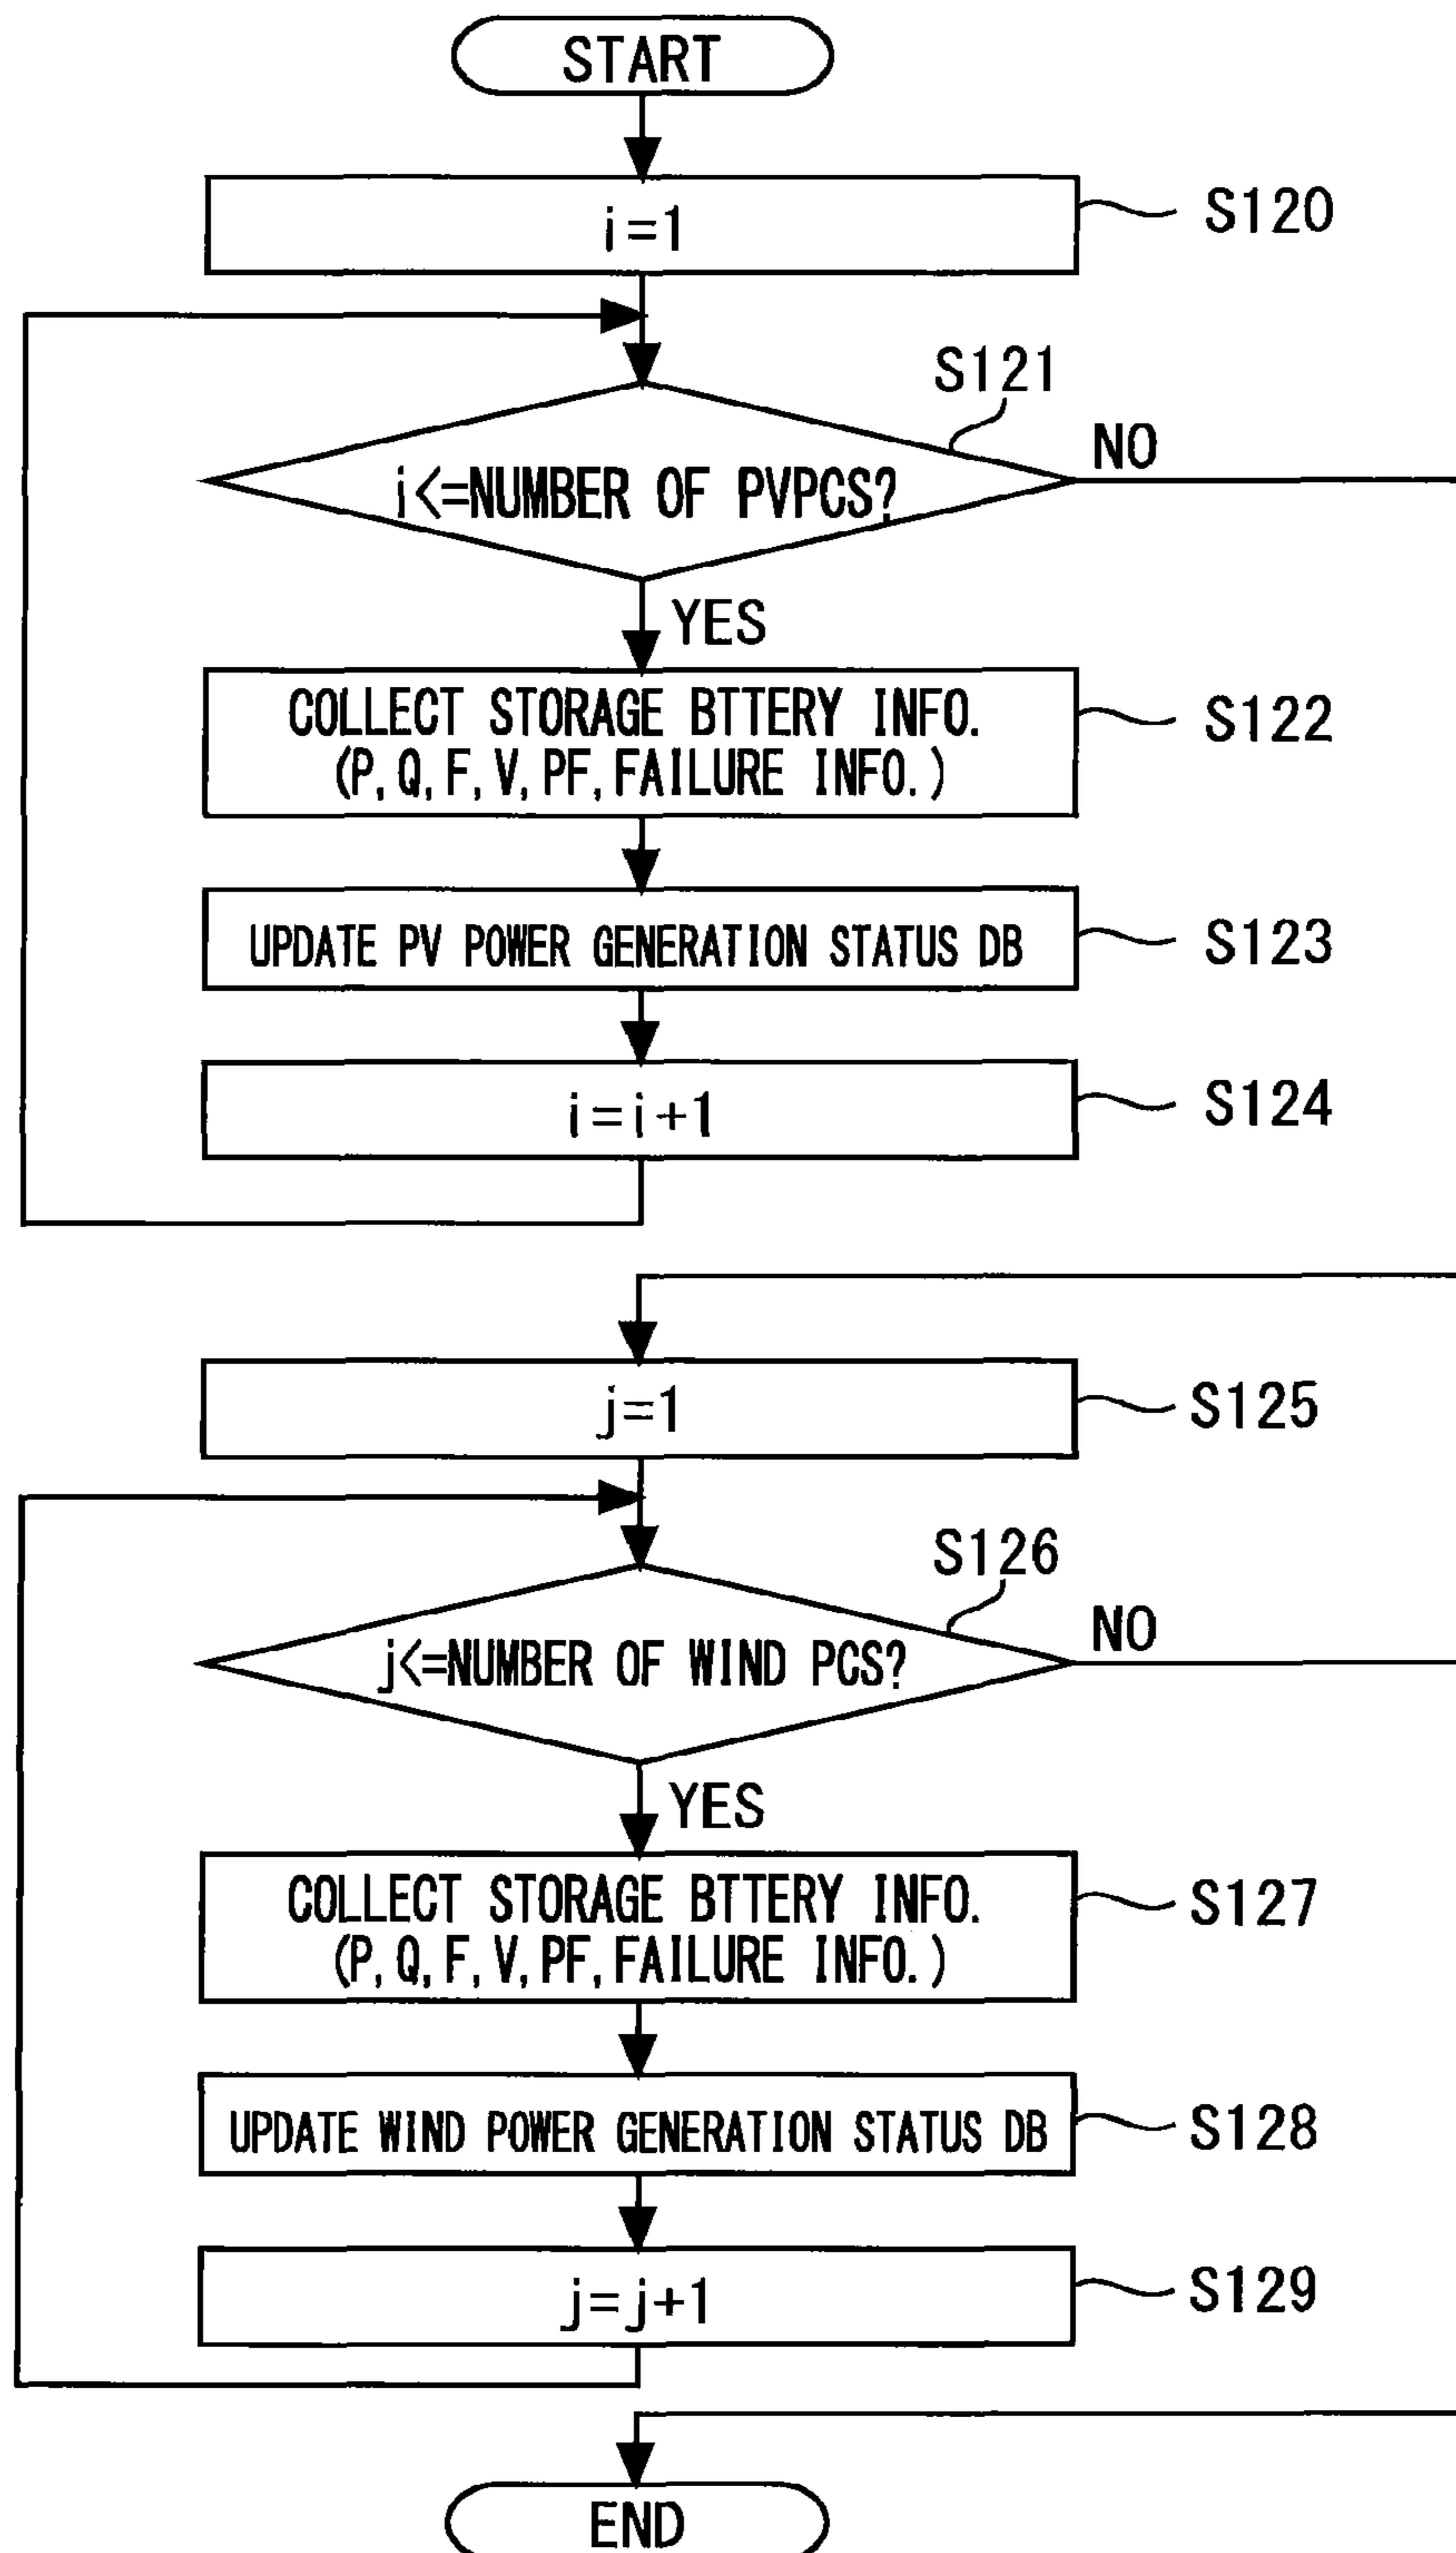 START
i=1
S120
S121
i<=NUMBER OF PVPCS?
NO
YES
COLLECT STORAGE BTTERY INFO.
(P, Q, F, V, PF, FAILURE INFO.)
S122
UPDATE PV POWER GENERATION STATUS DB
S123
i=i+1
S124
j=1
S125
S126
j<=NUMBER OF WIND PCS?
NO
YES
COLLECT STORAGE BTTERY INFO.
(P, Q, F, V, PF, FAILURE INFO.)
S127
UPDATE WIND POWER GENERATION STATUS DB
S128
j=j+1
S129
END